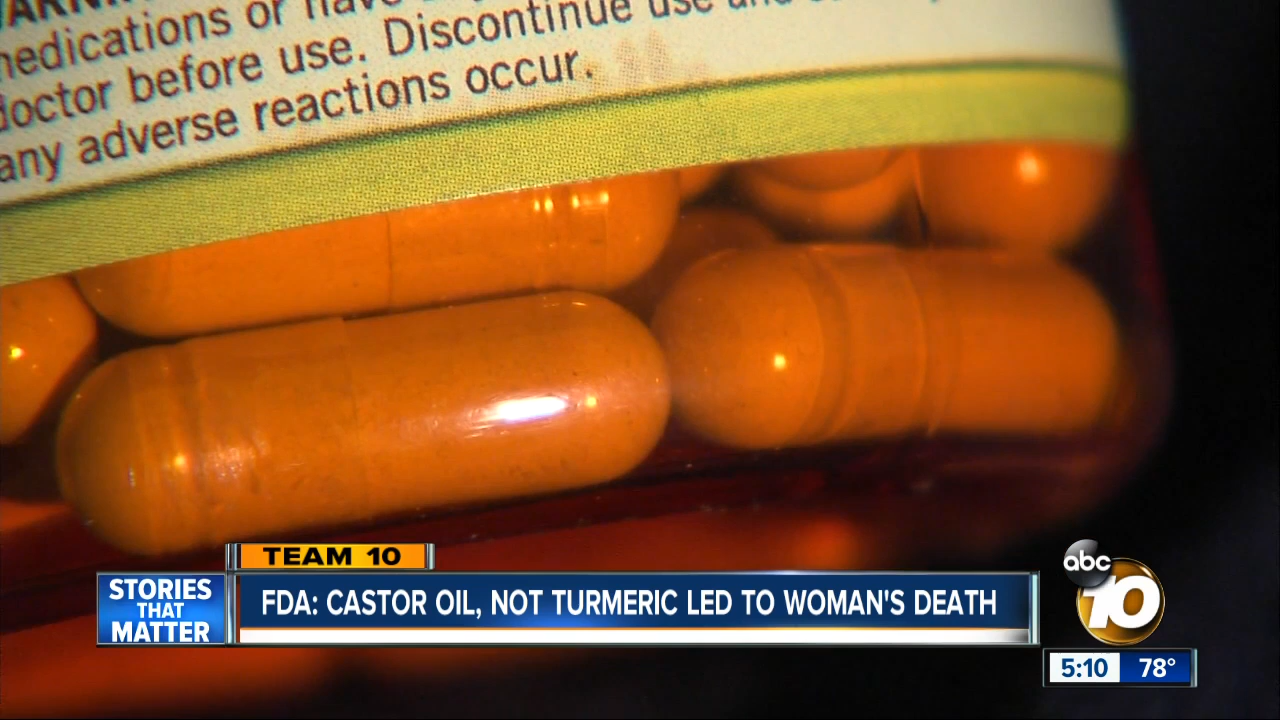 medications or have
doctor before use. Discontinue use and
any adverse reactions occur.
TEAM 10
STORIES
THAT
MATTER
FDA: CASTOR OIL, NOT TURMERIC LED TO WOMAN'S DEATH
abc
10
5:10 78°